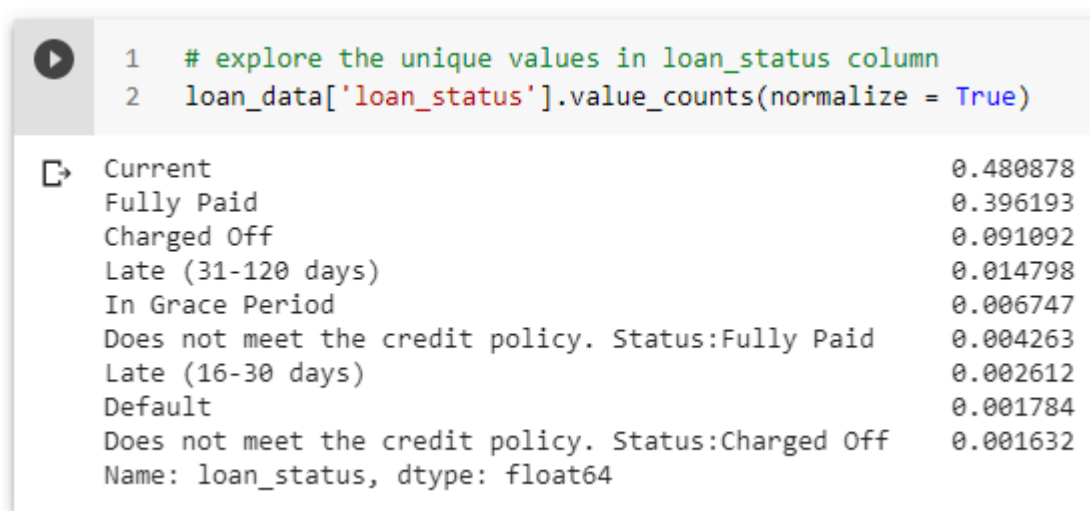 1 # explore the unique values in loan_status column
2 loan_data['loan_status'].value_counts(normalize = True)
Current 0.480878
Fully Paid 0.396193
Charged Off 0.091092
Late (31-120 days) 0.014798
In Grace Period 0.006747
Does not meet the credit policy. Status:Fully Paid 0.004263
Late (16-30 days) 0.002612
Default 0.001784
Does not meet the credit policy. Status:Charged Off 0.001632
Name: loan_status, dtype: float64